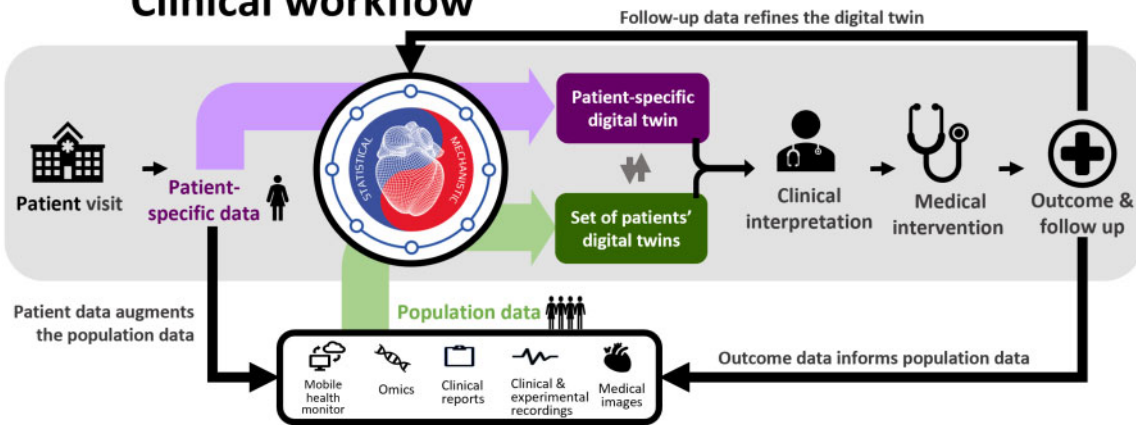 Clinical workflow
Follow-up data refines the digital twin
Patient visit
Patient-
specific data
STATISTICAL
MECHANISTIC
Patient-specific
digital twin
Set of patients'
digital twins
Clinical
interpretation
Medical
intervention
Outcome &
follow up
Patient data augments
the population data
Population data
Outcome data informs population data
Mobile
health
monitor
Omics
Clinical
reports
Clinical &
experimental
recordings
Medical
images